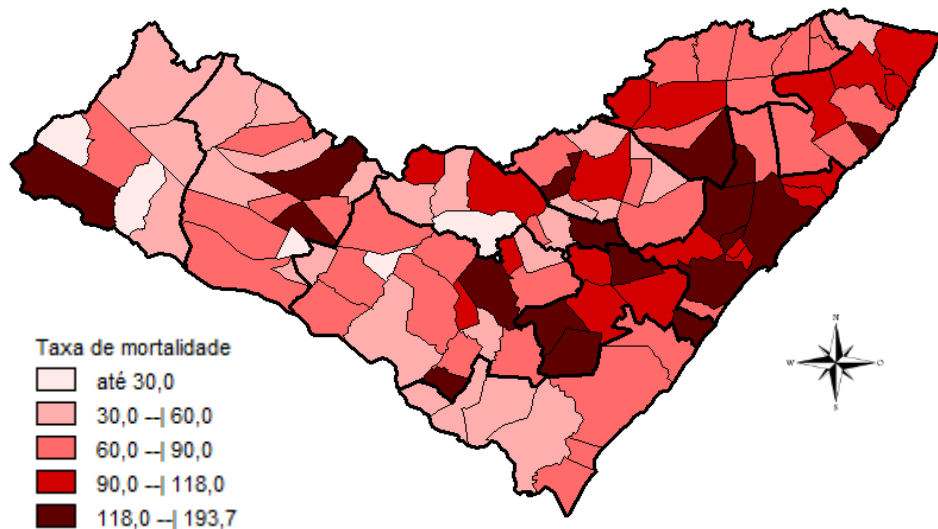 Taxa de mortalidade
até 30,0
30,0 --| 60,0
60,0 --| 90,0
90,0 --| 118,0
118,0 --| 193,7
N
W
O
S